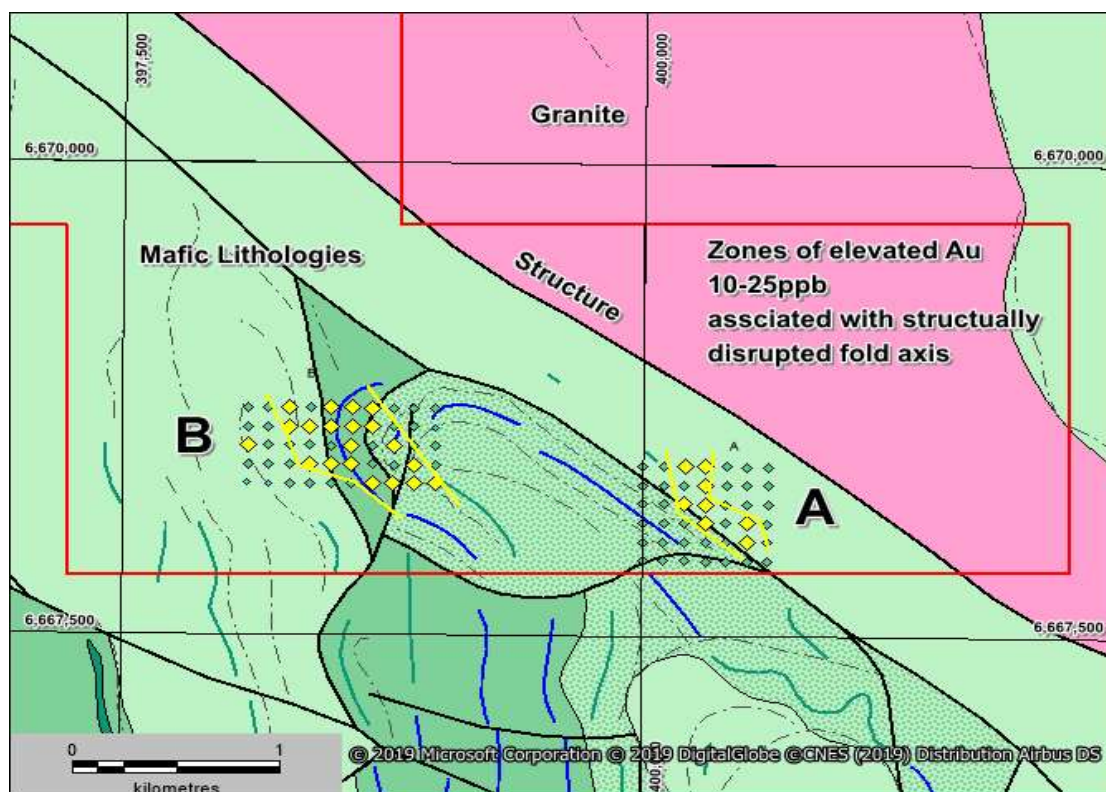 397,500
400,000
Granite
6,670,000
6,670,000
Mafic Lithologies
Structure
Zones of elevated Au
10-25ppb
assciated with structually
disrupted fold axis
B
B
A
A
6,667,500
6,667,500
0 1
kilometres
© 2019 Microsoft Corporation © 2019 DigitalGlobe ©CNES (2019) Distribution Airbus DS